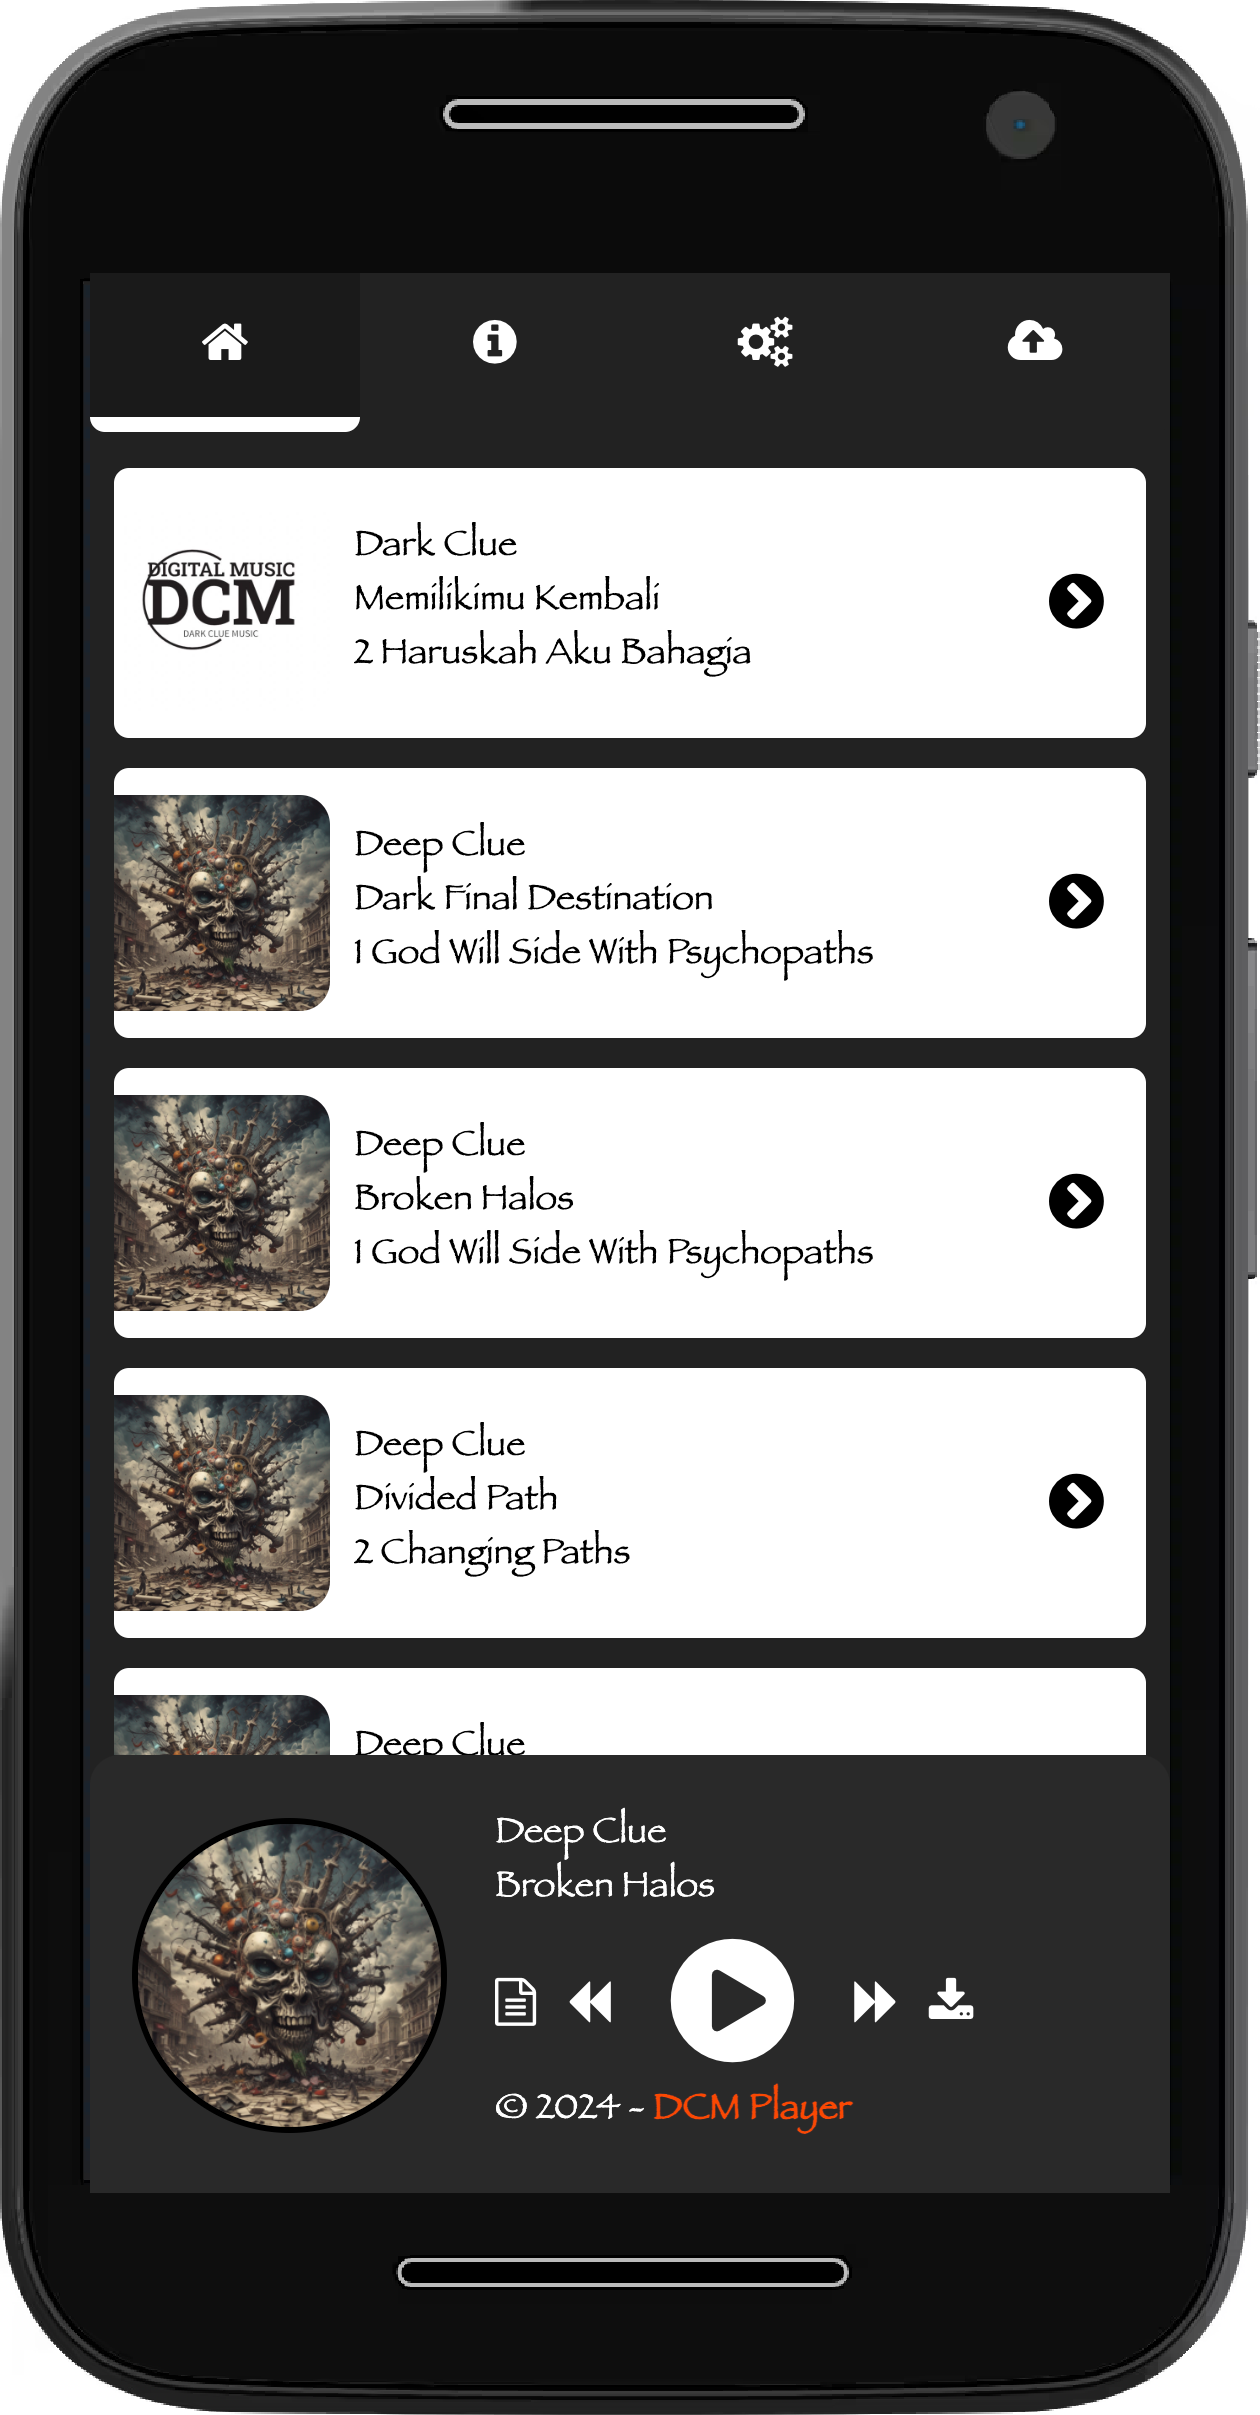 DIGITAL MUSIC
DCM
DARK CLUE MUSIC
Dark Clue
Memilikimu Kembali
2 Haruskah Aku Bahagia
Deep Clue
Dark Final Destination
1 God Will Side With Psychopaths
Deep Clue
Broken Halos
1 God Will Side With Psychopaths
Deep Clue
Divided Path
2 Changing Paths
Deep Clue
Deep Clue
Broken Halos
© 2024 - DCM Player